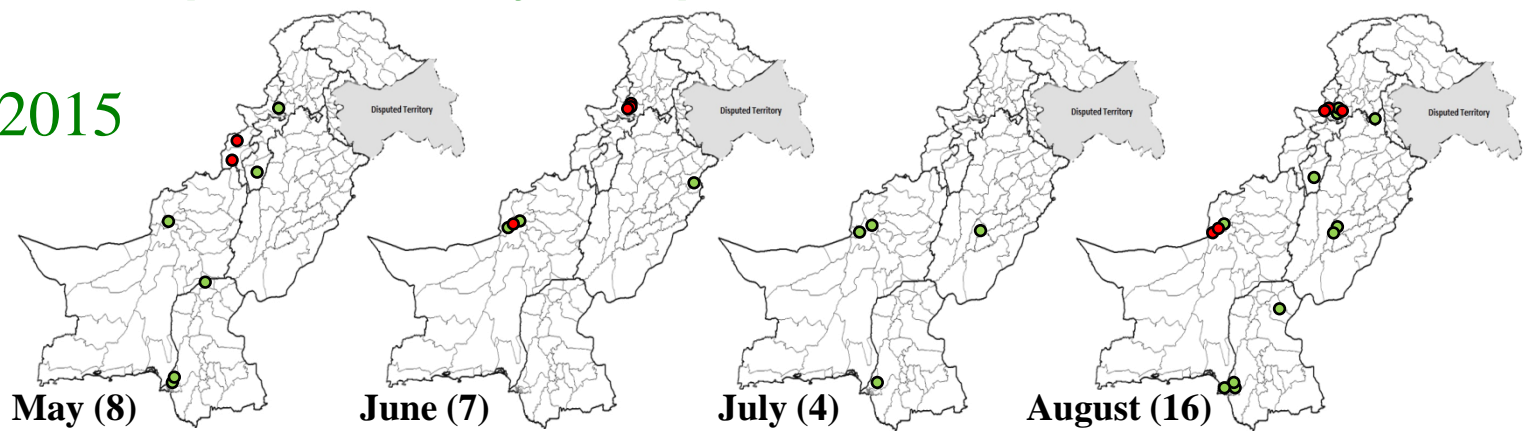 2015
Disputed Territory
Disputed Territory
Disputed Territory
Disputed Territory
May (8)
June (7)
July (4)
August (16)